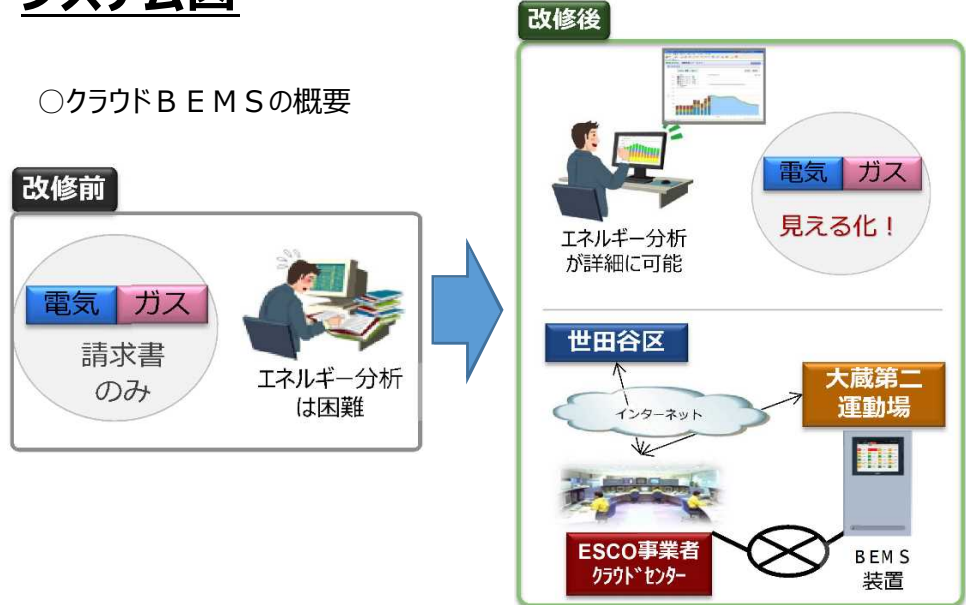 システム図
○クラウドＢＥＭＳの概要
改修前
電気 ガス
請求書
のみ
エネルギー分析
は困難
改修後
エネルギー分析
が詳細に可能
電気 ガス
見える化！
世田谷区
インターネット
大蔵第二
運動場
ESCO事業者
クラウドセンター
ＢＥＭＳ
装置